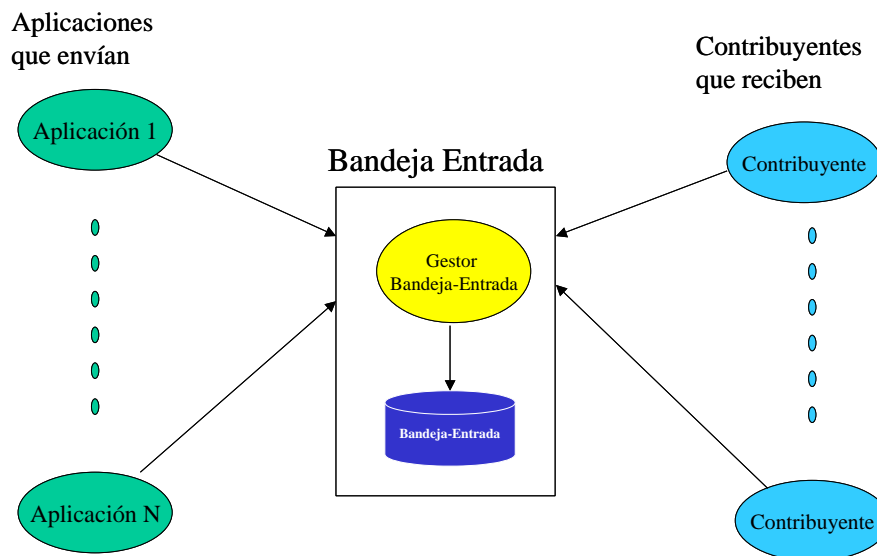 Aplicaciones
que envían
Contribuyentes
que reciben
Aplicación 1
Bandeja Entrada
Contribuyente
Gestor
Bandeja-Entrada
Bandeja-Entrada
Aplicación N
Contribuyente